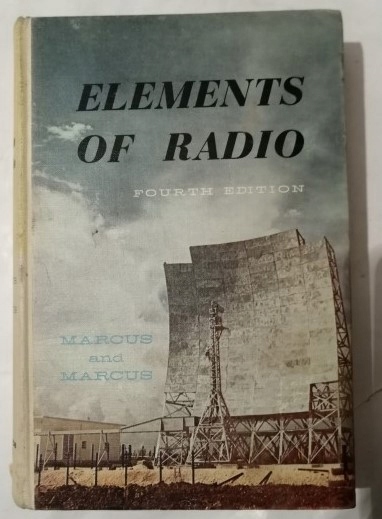 ELEMENTS
OF RADIO
FOURTH EDITION
MARCUS
and
MARCUS